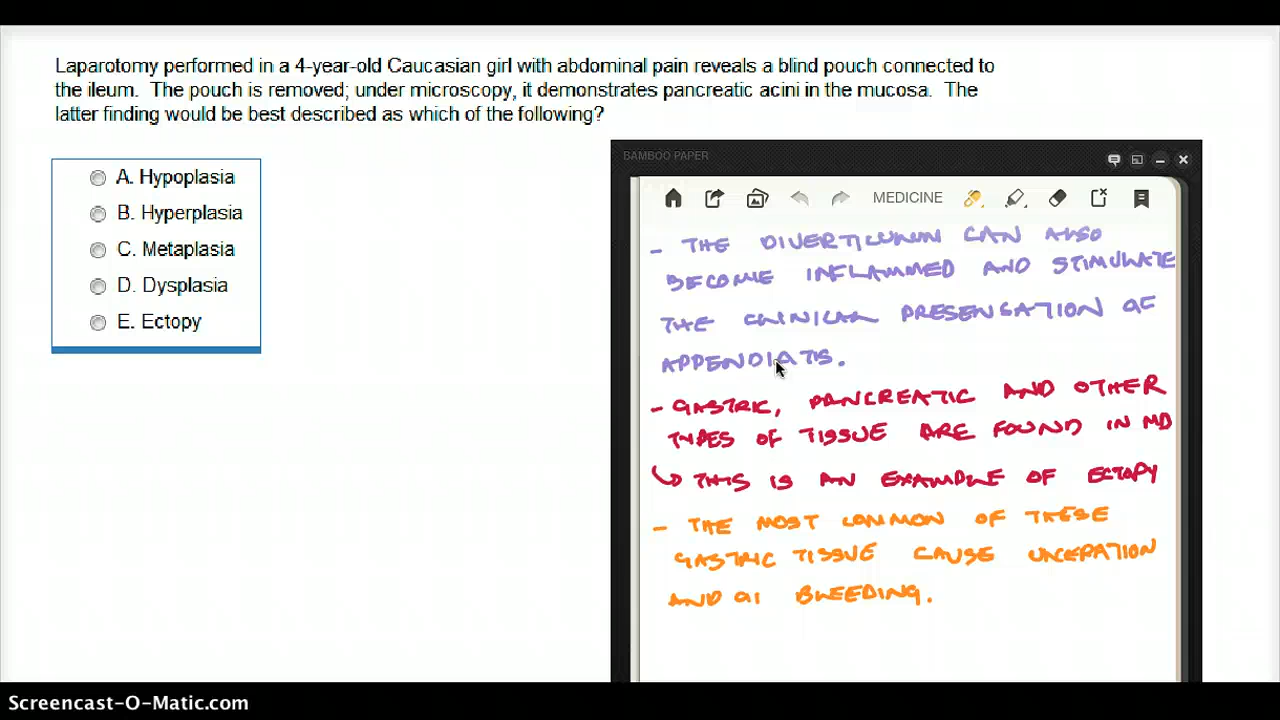 Laparotomy performed in a 4-year-old Caucasian girl with abdominal pain reveals a blind pouch connected to
the ileum. The pouch is removed; under microscopy, it demonstrates pancreatic acini in the mucosa. The
latter finding would be best described as which of the following?
A. Hypoplasia
B. Hyperplasia
C. Metaplasia
D. Dysplasia
E. Ectopy
BAMBOO PAPER
MEDICINE
- THE DIVERTICULUM CAN ALSO
BECOME INFLAMMED AND STIMULATE
THE CLINICAL PRESENTATION OF
APPENDICITIS.
- GASTRIC, PANCREATIC AND OTHER
TYPES OF TISSUE ARE FOUND IN MD
↳ THIS IS AN EXAMPLE OF ECTOPY
- THE MOST COMMON OF THESE
GASTRIC TISSUE CAUSE ULCERATION
AND GI BLEEDING.
Screencast-O-Matic.com